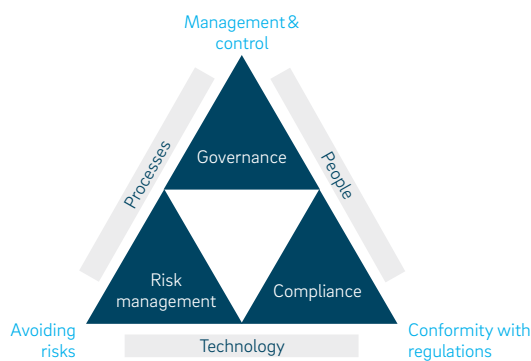 Management &
control
Governance
Processes
People
Risk
management
Compliance
Avoiding
risks
Technology
Conformity with
regulations